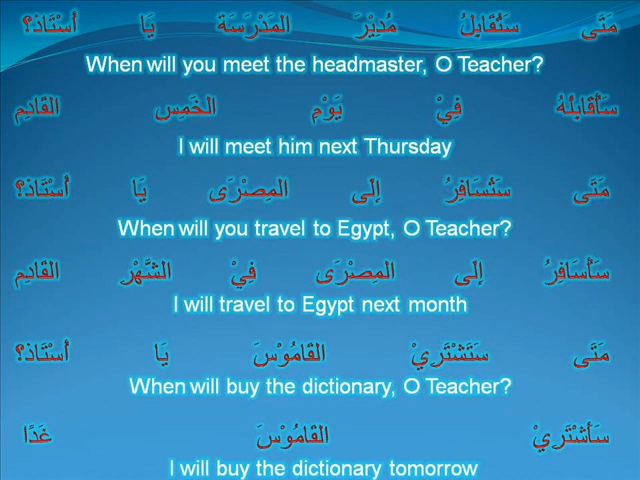 مَتَى سَتُقَابِلُ مُدِيْرَ المَدْرَسَةَ يَا أُسْتَاذ؟
When will you meet the headmaster, O Teacher?
سَأُقَابِلُهُ فِيْ يَوْمِ الخَمِس القَادِم
I will meet him next Thursday
مَتَى سَتُسَافِرُ إلَى المِصْرَى يَا أُسْتَاذ؟
When will you travel to Egypt, O Teacher?
سَأُسَافِرُ إلَى المِصْرَى فِيْ الشَّهْرِ القَادِم
I will travel to Egypt next month
مَتَى سَتَشْتَرِيْ القَامُوْسَ يَا أُسْتَاذ؟
When will buy the dictionary, O Teacher?
سَأَشْتَرِيْ القَامُوْسَ غَدًا
I will buy the dictionary tomorrow